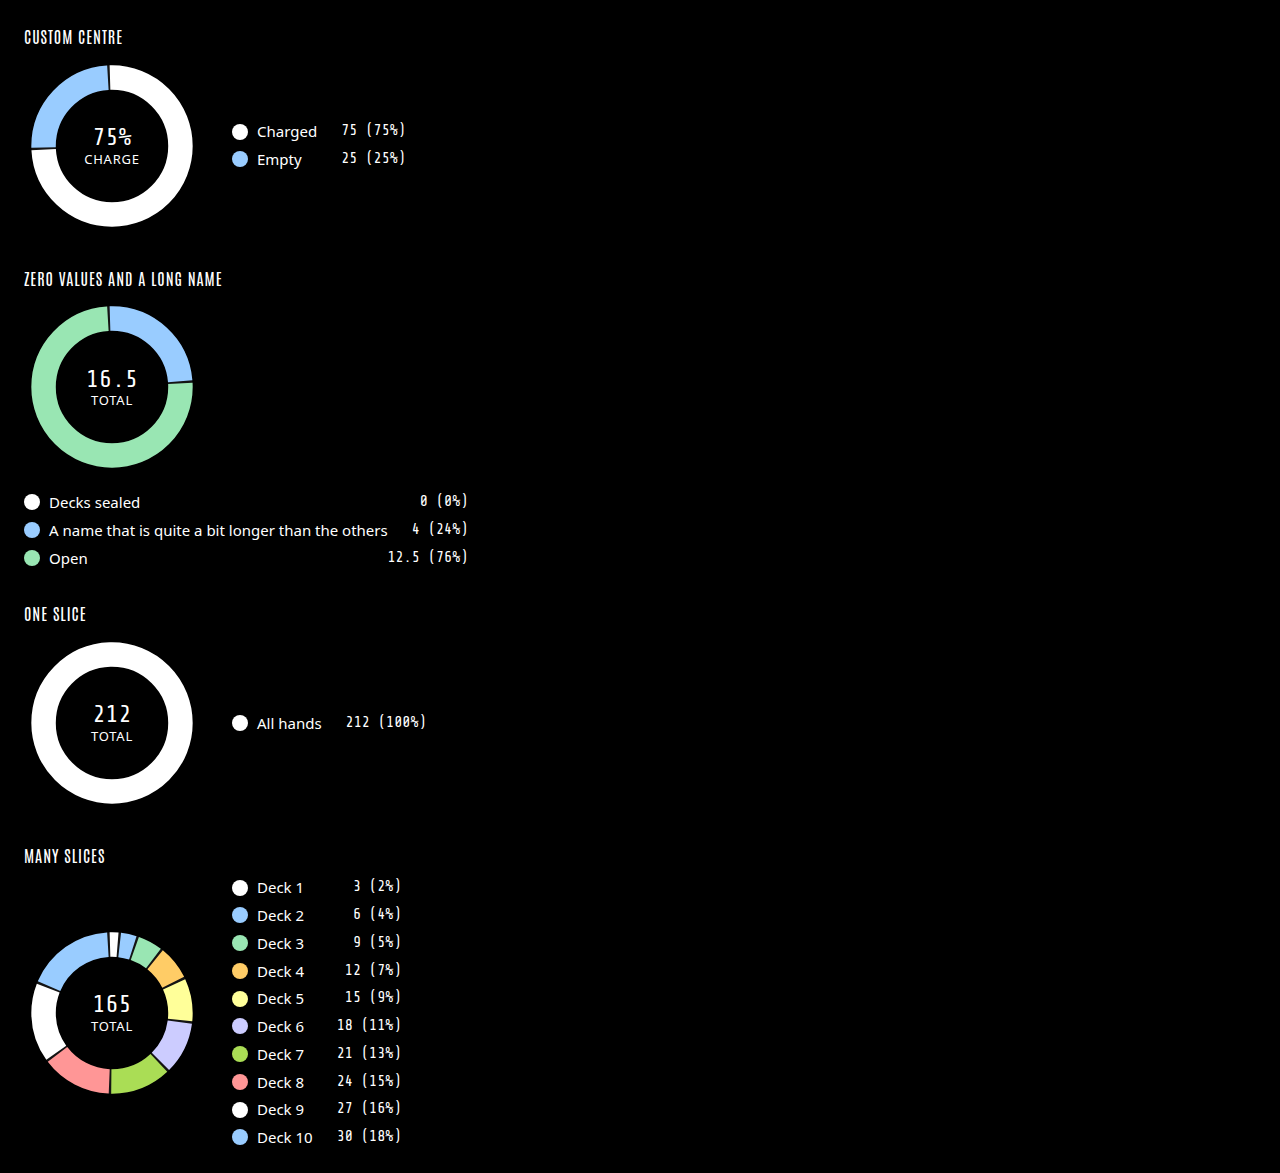 CUSTOM CENTRE
75%
CHARGE
Charged 75 (75%)
Empty 25 (25%)
ZERO VALUES AND A LONG NAME
16.5
TOTAL
Decks sealed 0 (0%)
A name that is quite a bit longer than the others 4 (24%)
Open 12.5 (76%)
ONE SLICE
212
TOTAL
All hands 212 (100%)
MANY SLICES
165
TOTAL
Deck 1 3 (2%)
Deck 2 6 (4%)
Deck 3 9 (5%)
Deck 4 12 (7%)
Deck 5 15 (9%)
Deck 6 18 (11%)
Deck 7 21 (13%)
Deck 8 24 (15%)
Deck 9 27 (16%)
Deck 10 30 (18%)